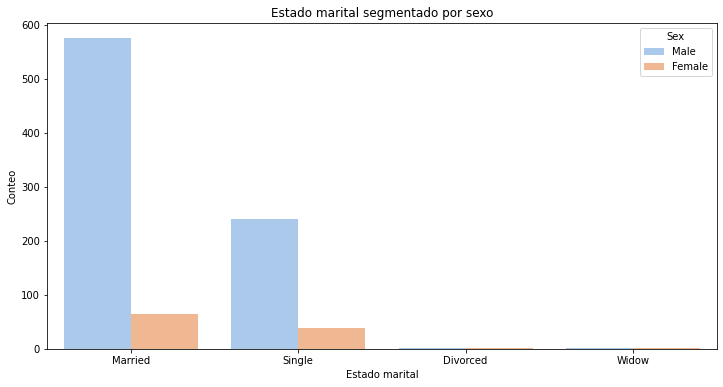 Estado marital segmentado por sexo
Sex
Male
Female
Conteo
600
500
400
300
200
100
0
Married
Single
Divorced
Widow
Estado marital